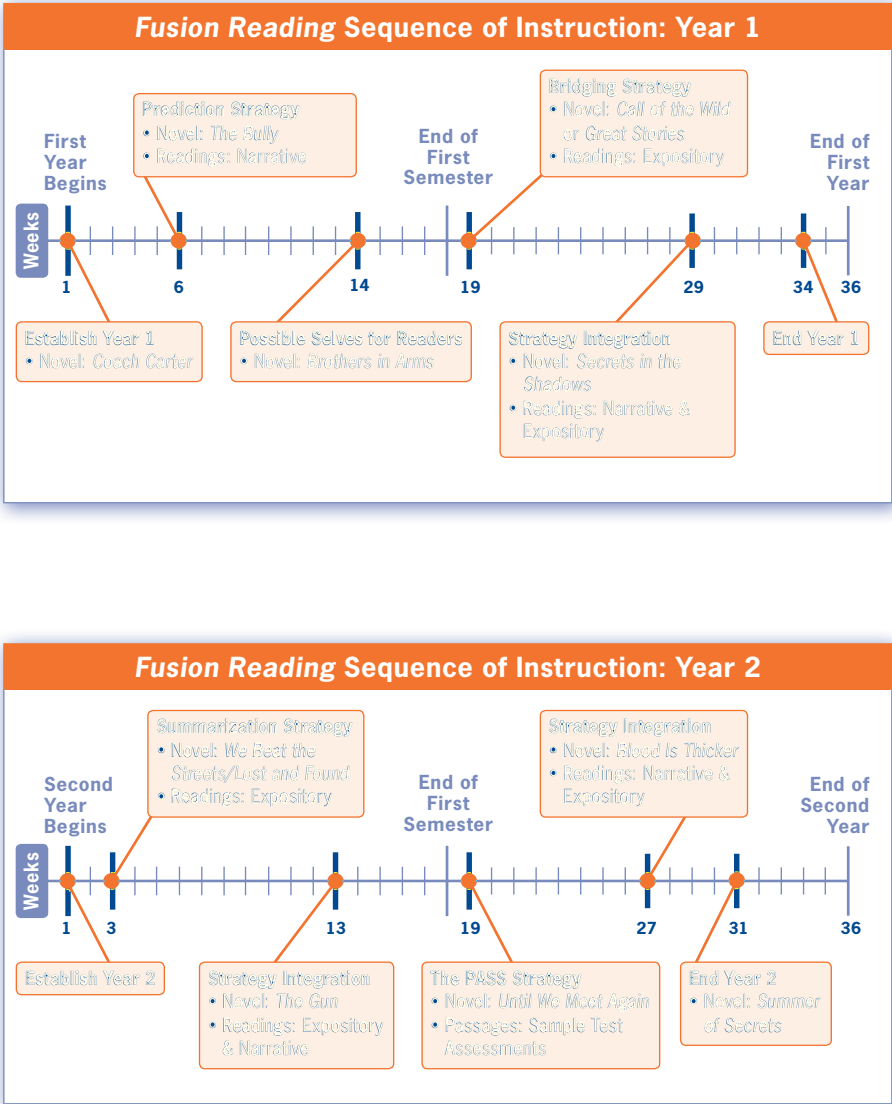 Fusion Reading Sequence of Instruction: Year 1
Prediction Strategy
• Novel: The Bully
• Readings: Narrative
Bridging Strategy
• Novel: Call of the Wild
or Great Stories
• Readings: Expository
First
Year
Begins
End of
First
Semester
End of
First
Year
Weeks
1
6
14
19
29
34
36
Establish Year 1
• Novel: Coach Carter
Possible Selves for Readers
• Novel: Brothers in Arms
Strategy Integration
• Novel: Secrets in the
Shadows
• Readings: Narrative &
Expository
End Year 1
Fusion Reading Sequence of Instruction: Year 2
Summarization Strategy
• Novel: We Beat the
Streets/Lost and Found
• Readings: Expository
Strategy Integration
• Novel: Blood Is Thicker
• Readings: Narrative &
Expository
Second
Year
Begins
End of
First
Semester
End of
Second
Year
Weeks
1
3
13
19
27
31
36
Establish Year 2
Strategy Integration
• Novel: The Gun
• Readings: Expository
& Narrative
The PASS Strategy
• Novel: Until We Meet Again
• Passages: Sample Test
Assessments
End Year 2
• Novel: Summer
of Secrets